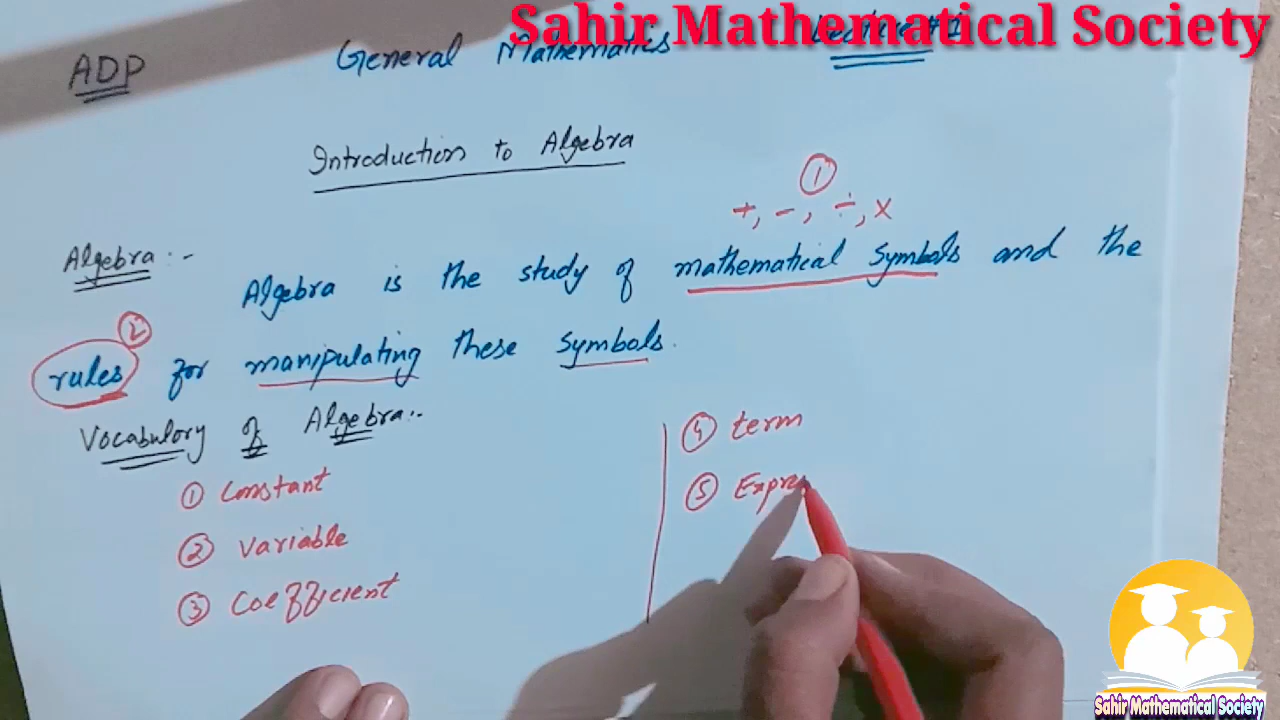 Sahir Mathematical Society
ADP
General Mathematics
Introduction to Algebra
①
+, -, ÷, ×
Algebra :-
Algebra is the study of mathematical symbols and the
②
rules for manipulating these symbols.
Vocabulory of Algebra:-
① Constant
② Variable
③ Coefficient
④ term
⑤ Expre
Sahir Mathematical Society